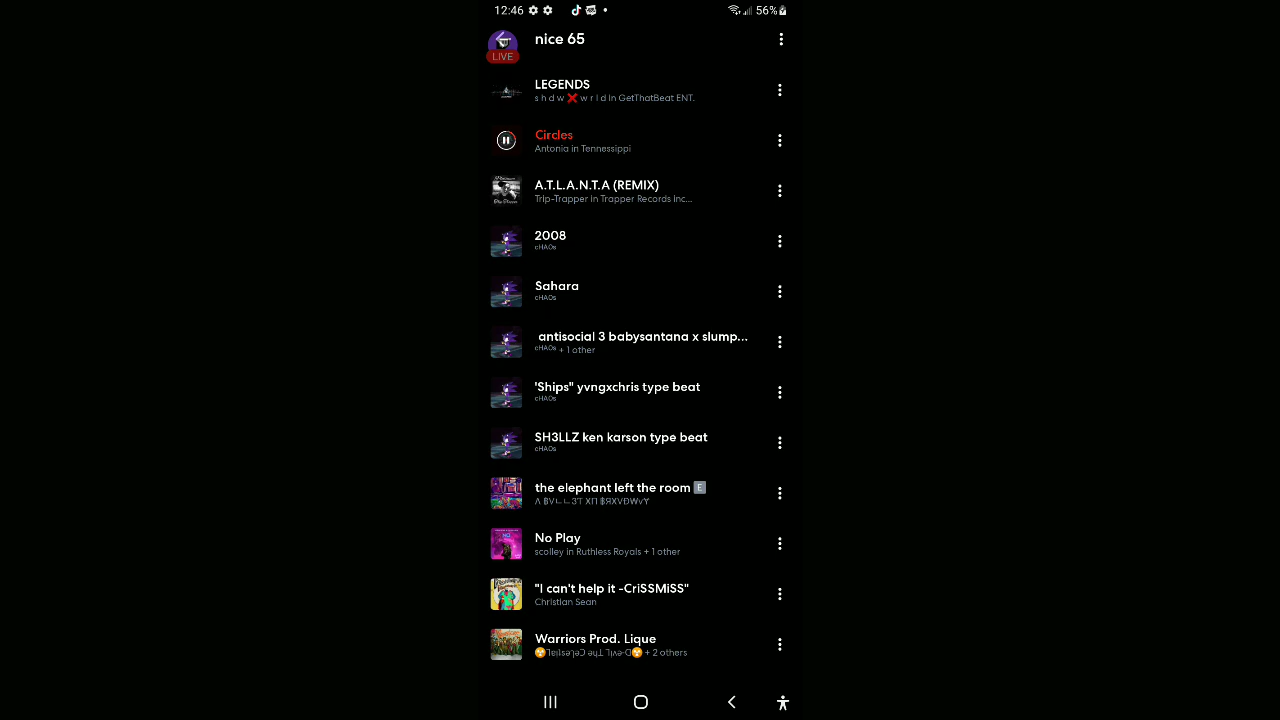 12:46
56%
nice 65
LIVE
LEGENDS
s h d w ❌ w r l d in GetThatBeat ENT.
Circles
Antonia in Tennessippi
A.T.L.A.N.T.A (REMIX)
Trip-Trapper in Trapper Records Inc...
2008
cHAOs
Sahara
cHAOs
antisocial 3 babysantana x slump...
cHAOs + 1 other
'Ships" yvngxchris type beat
cHAOs
SH3LLZ ken karson type beat
cHAOs
the elephant left the room E
No Play
scolley in Ruthless Royals + 1 other
"I can't help it -CriSSMiSS"
Christian Sean
Warriors Prod. Lique
+ 2 others